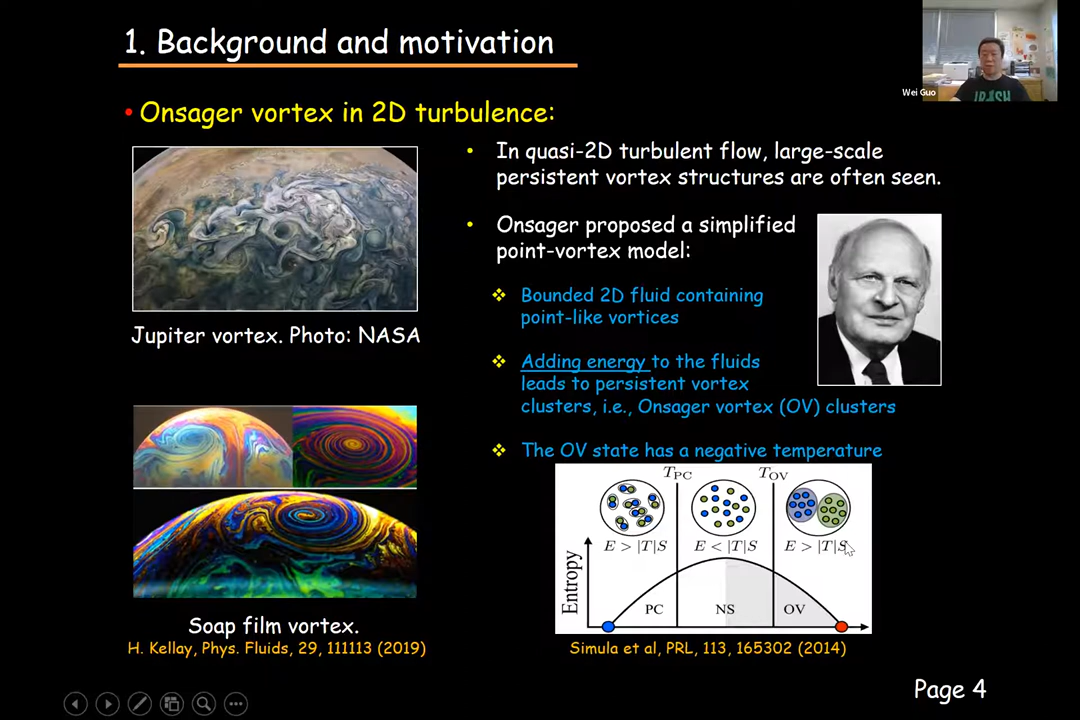 1. Background and motivation
Wei Guo
• Onsager vortex in 2D turbulence:
• In quasi-2D turbulent flow, large-scale
persistent vortex structures are often seen.
• Onsager proposed a simplified
point-vortex model:
❖ Bounded 2D fluid containing
point-like vortices
❖ Adding energy to the fluids
leads to persistent vortex
clusters, i.e., Onsager vortex (OV) clusters
❖ The OV state has a negative temperature
Jupiter vortex. Photo: NASA
Soap film vortex.
H. Kellay, Phys. Fluids, 29, 111113 (2019)
T_PC T_OV
E > |T|S E < |T|S E > |T|S
Entropy
PC NS OV
Simula et al, PRL, 113, 165302 (2014)
Page 4